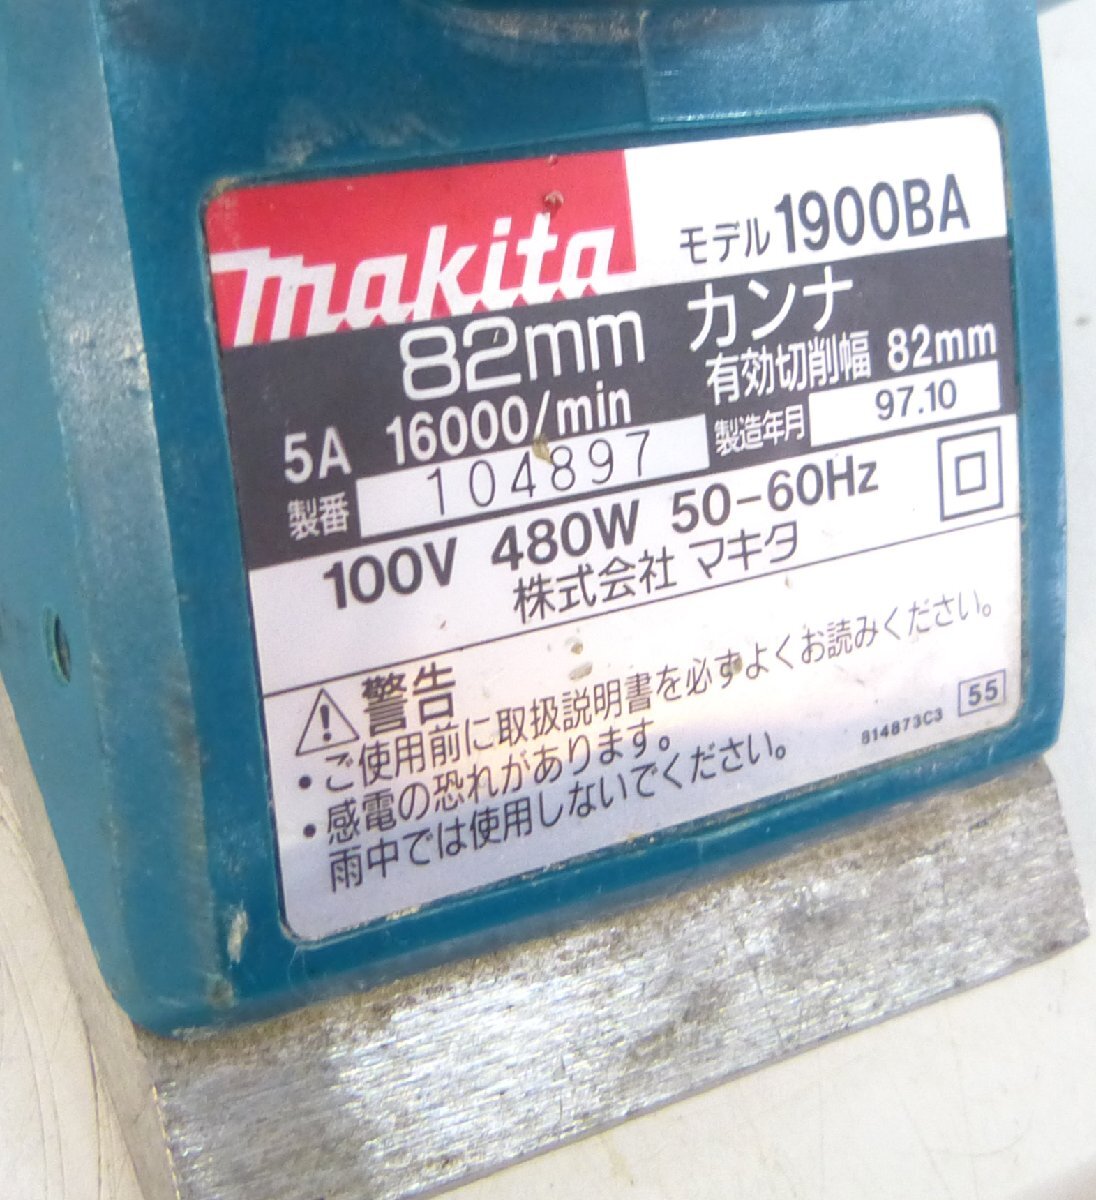 makita
モデル 1900BA
82mm カンナ
5A 16000/min 有効切削幅 82mm
製番 104897 製造年月 97.10
100V 480W 50-60Hz
株式会社 マキタ
警告
・ご使用前に取扱説明書を必ずよくお読みください。
・感電の恐れがあります。
雨中では使用しないでください。
814873C3 55